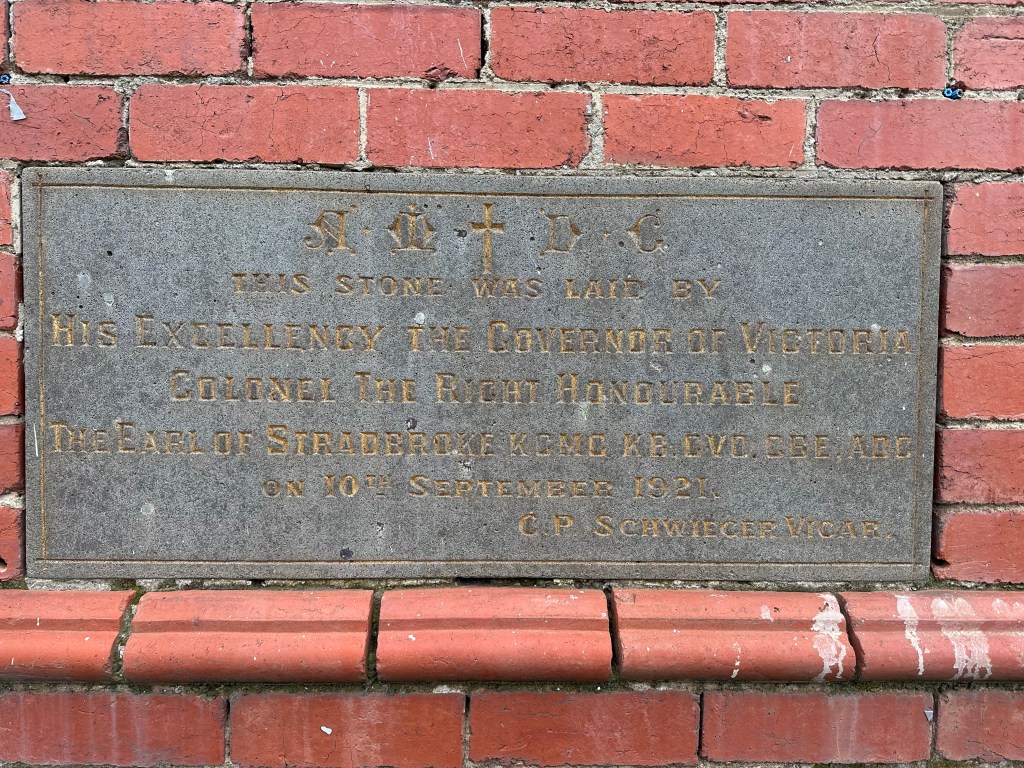 A · M † D · C
THIS STONE WAS LAID BY
HIS EXCELLENCY THE GOVERNOR OF VICTORIA
COLONEL THE RIGHT HONOURABLE
THE EARL OF STRADBROKE KCMG. KB. CVO. CBE, ADC
ON 10TH SEPTEMBER 1921.
C. P. SCHWIEGER VICAR.